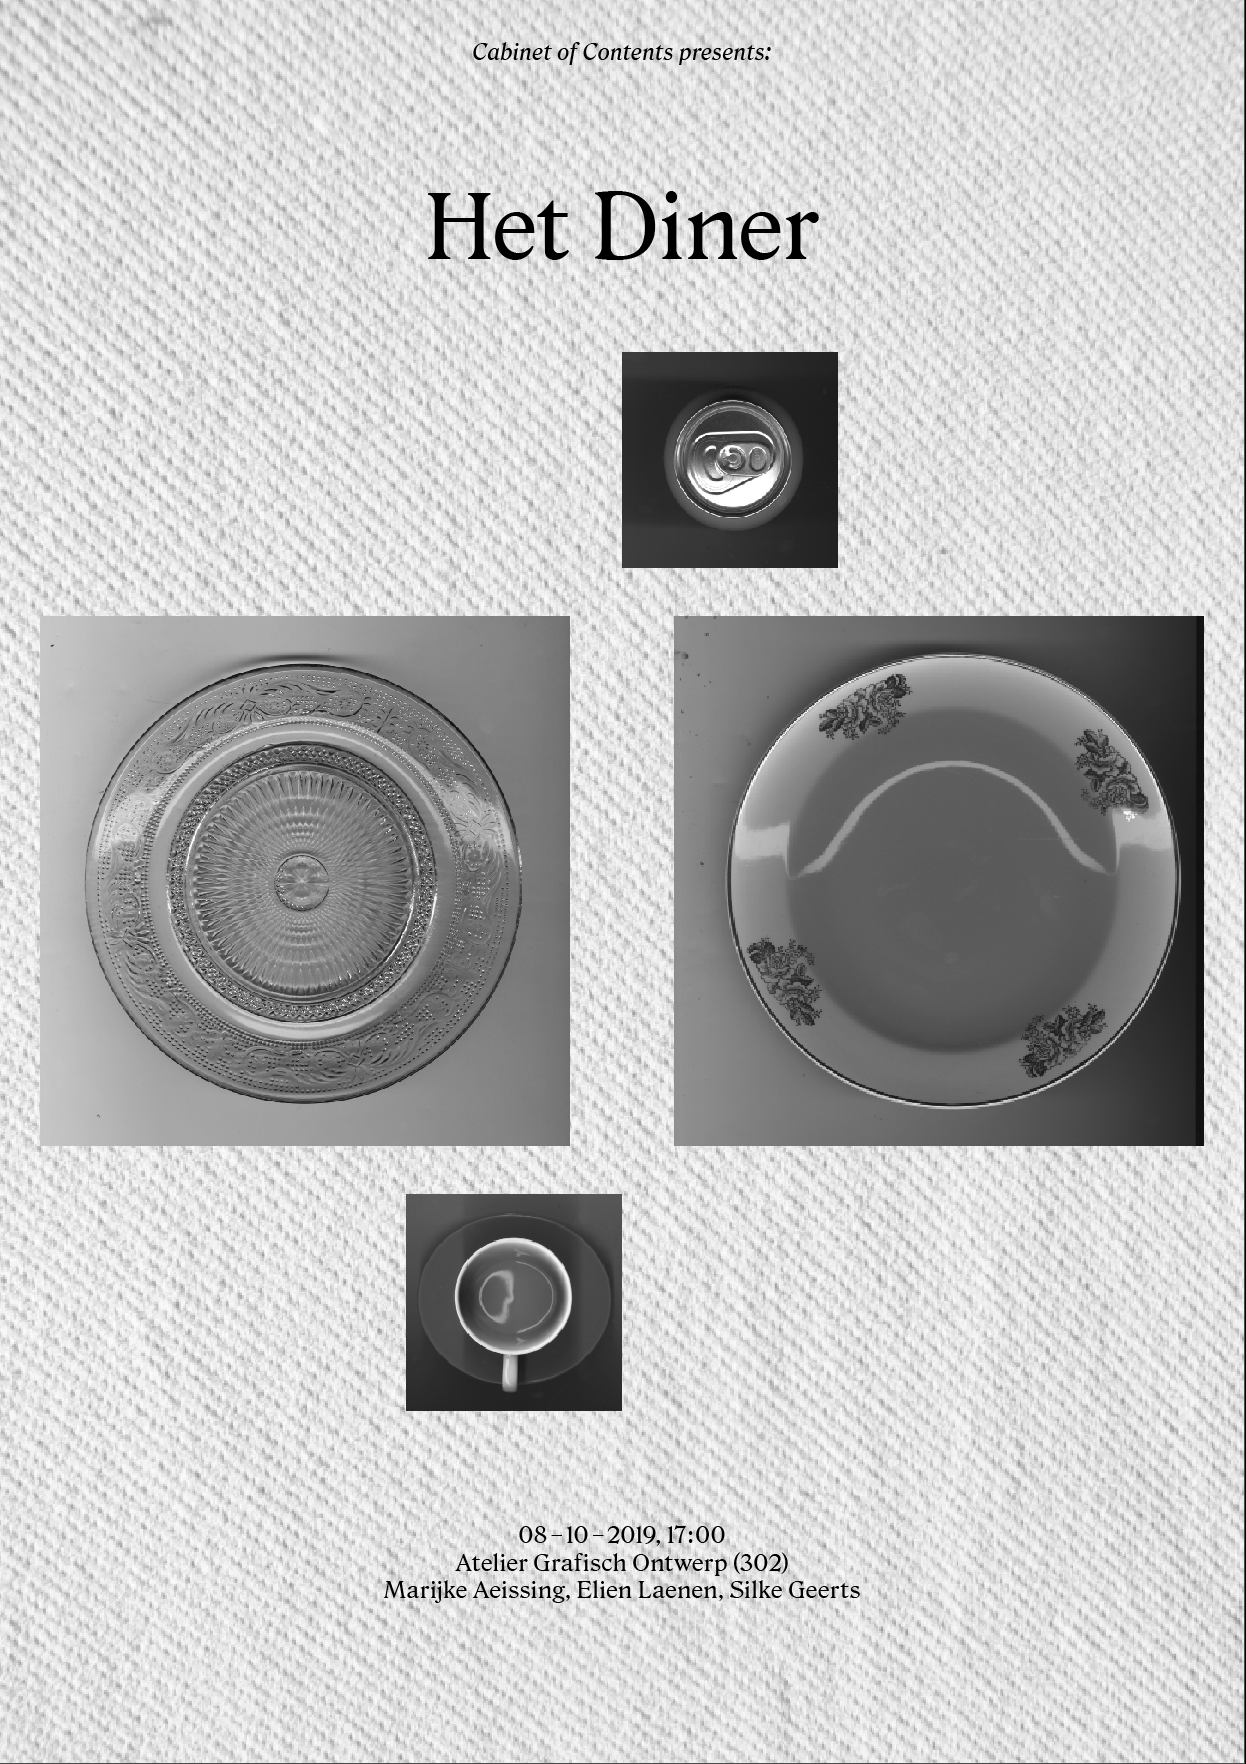 Cabinet of Contents presents:
Het Diner
08–10–2019, 17:00
Atelier Grafisch Ontwerp (302)
Marijke Aeissing, Elien Laenen, Silke Geerts